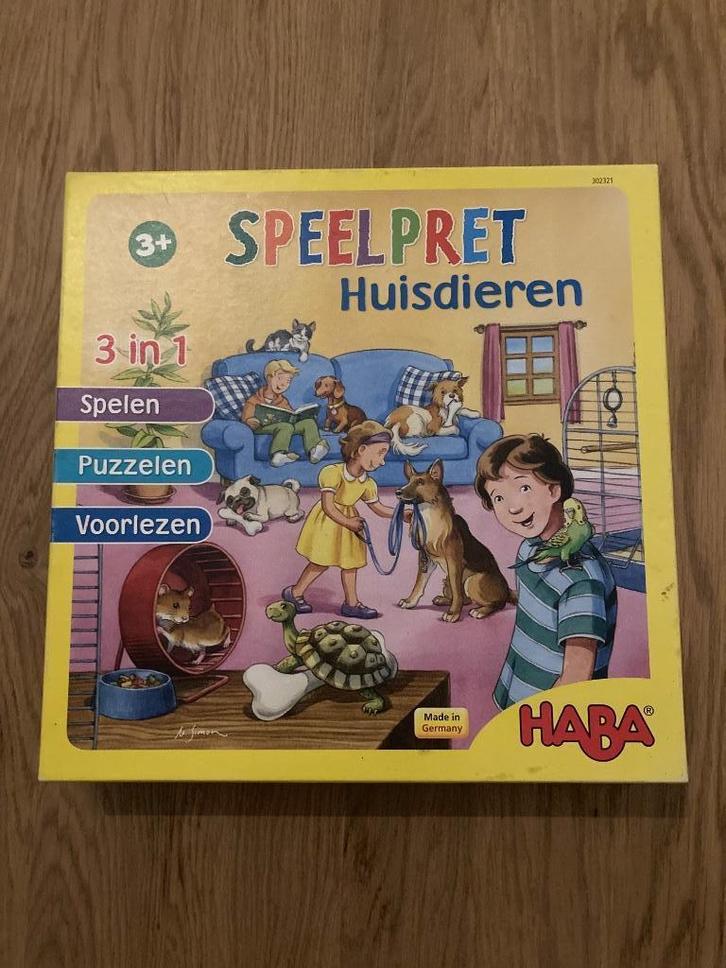 302321
3+
SPEELPRET
Huisdieren
3 in 1
Spelen
Puzzelen
Voorlezen
Made in
Germany
HABA®